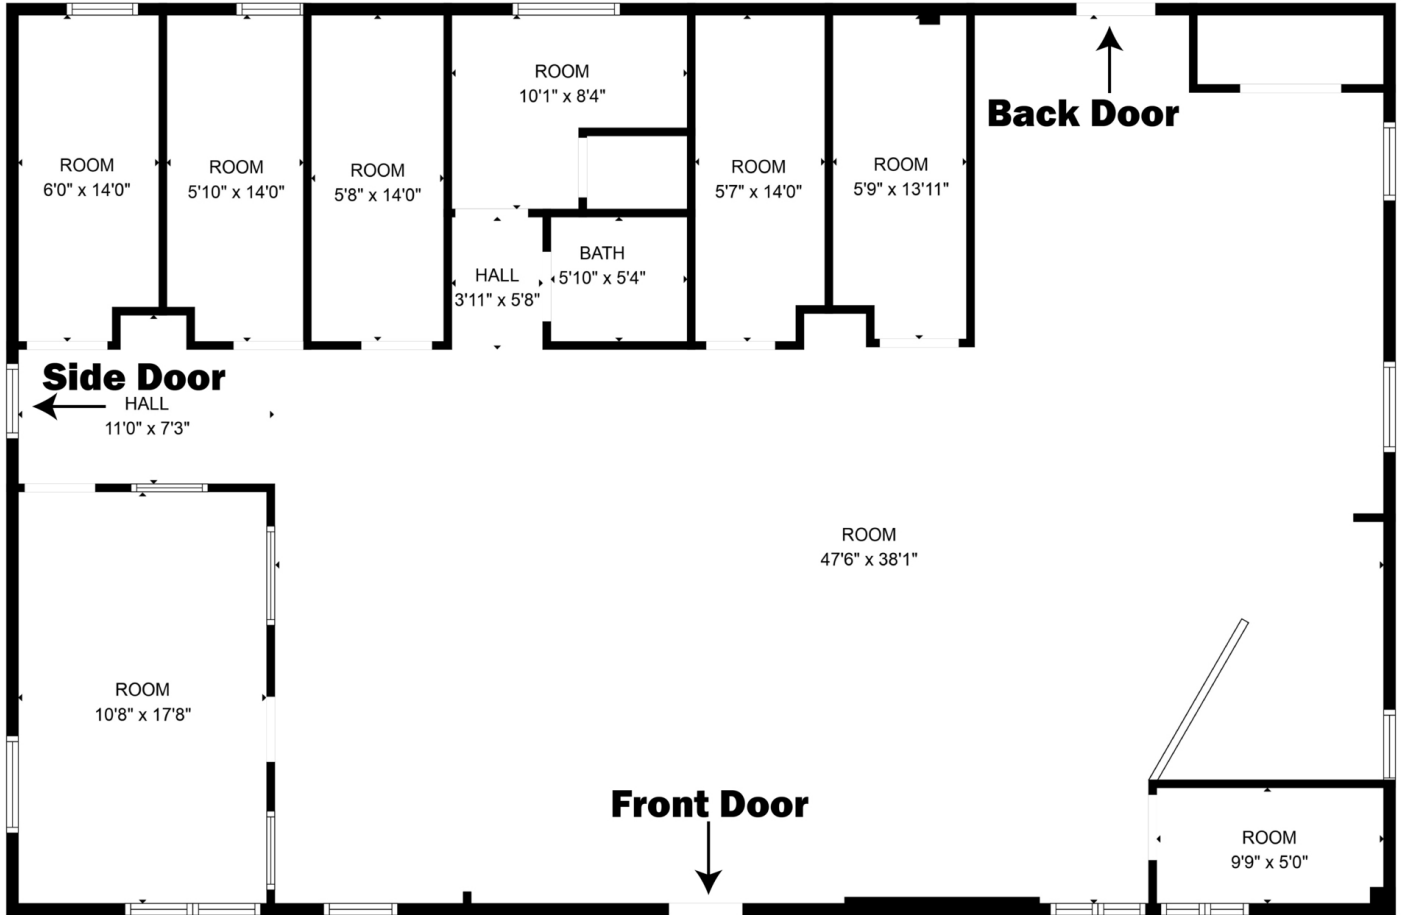 ROOM
10'1" x 8'4"
Back Door
ROOM
6'0" x 14'0"
ROOM
5'10" x 14'0"
ROOM
5'8" x 14'0"
ROOM
5'7" x 14'0"
ROOM
5'9" x 13'11"
BATH
5'10" x 5'4"
HALL
3'11" x 5'8"
Side Door
HALL
11'0" x 7'3"
ROOM
47'6" x 38'1"
ROOM
10'8" x 17'8"
Front Door
ROOM
9'9" x 5'0"